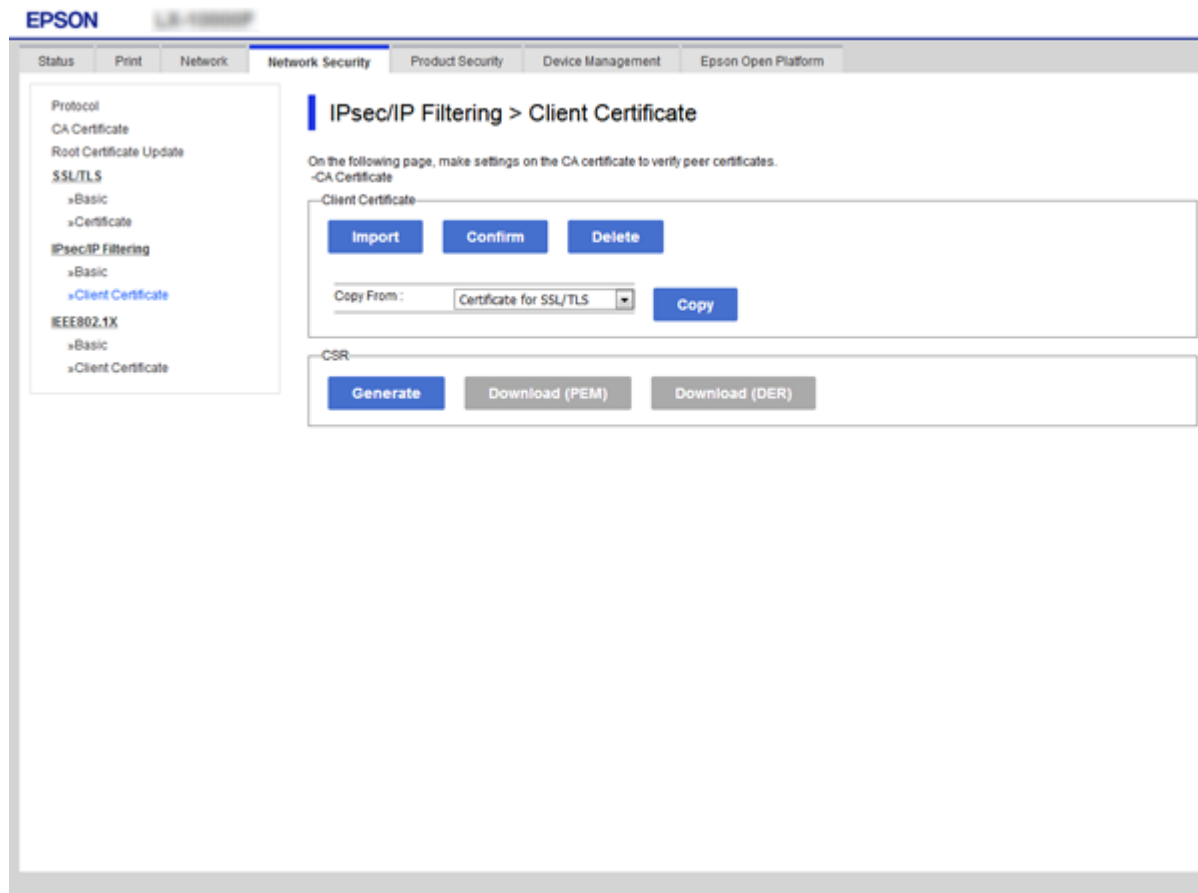 EPSON
Status Print Network Network Security Product Security Device Management Epson Open Platform
Protocol
CA Certificate
Root Certificate Update
SSL/TLS
»Basic
»Certificate
IPsec/IP Filtering
»Basic
»Client Certificate
IEEE802.1X
»Basic
»Client Certificate
IPsec/IP Filtering > Client Certificate
On the following page, make settings on the CA certificate to verify peer certificates.
-CA Certificate
Client Certificate
Import Confirm Delete
Copy From : Certificate for SSL/TLS Copy
CSR
Generate Download (PEM) Download (DER)